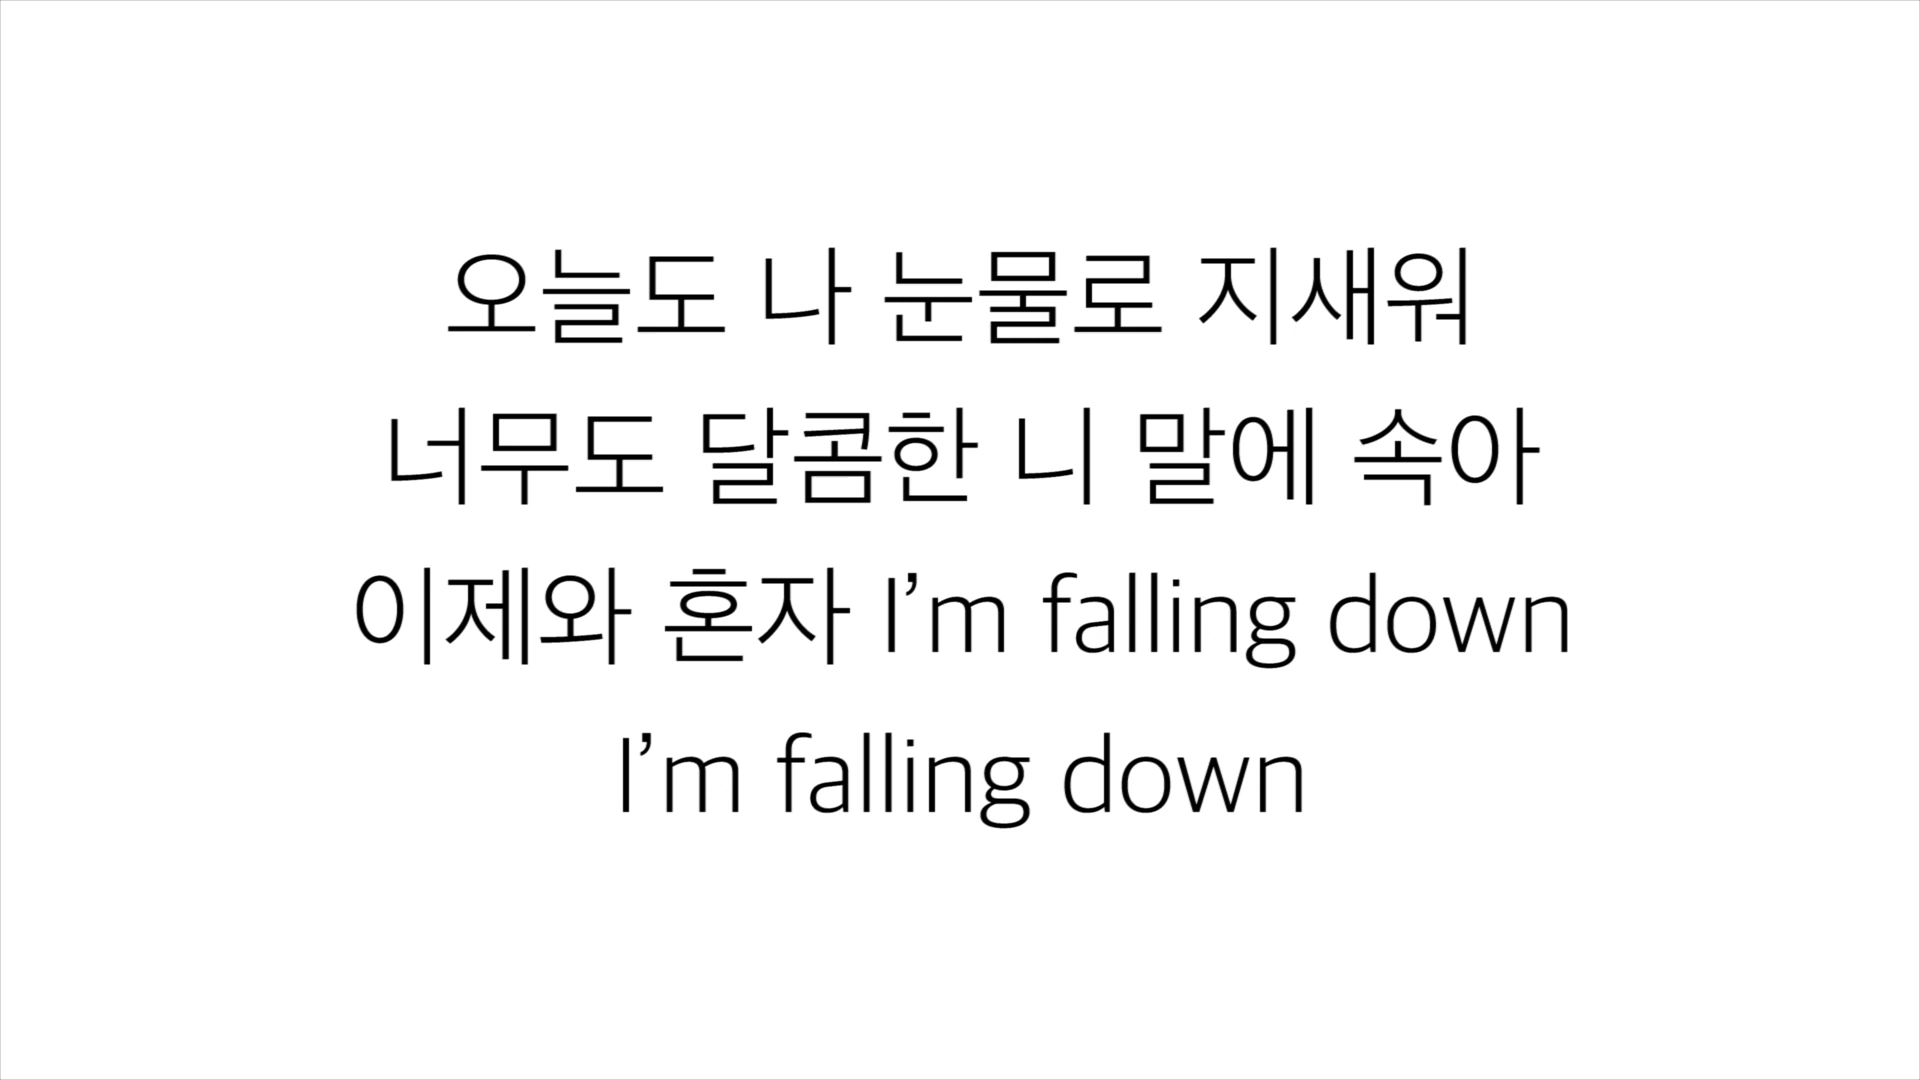 오늘도 나 눈물로 지새워
너무도 달콤한 니 말에 속아
이제와 혼자 I’m falling down
I’m falling down